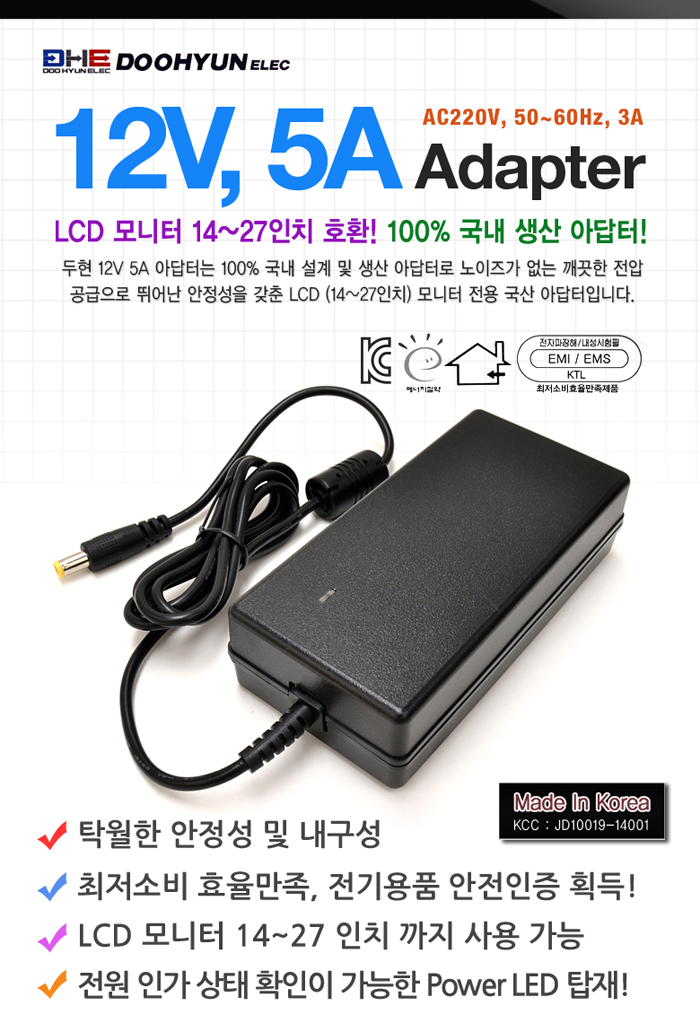 DHE
DOO HYUN ELEC
DOOHYUN ELEC
AC220V, 50~60Hz, 3A
12V, 5A Adapter
LCD 모니터 14~27인치 호환! 100% 국내 생산 아답터!
두현 12V 5A 아답터는 100% 국내 설계 및 생산 아답터로 노이즈가 없는 깨끗한 전압
공급으로 뛰어난 안정성을 갖춘 LCD (14~27인치) 모니터 전용 국산 아답터입니다.
전자파장해/내성시험필
EMI / EMS
KTL
에너지절약
최저소비효율만족제품
Made In Korea
KCC : JD10019-14001
탁월한 안정성 및 내구성
최저소비 효율만족, 전기용품 안전인증 획득!
LCD 모니터 14~27 인치 까지 사용 가능
전원 인가 상태 확인이 가능한 Power LED 탑재!